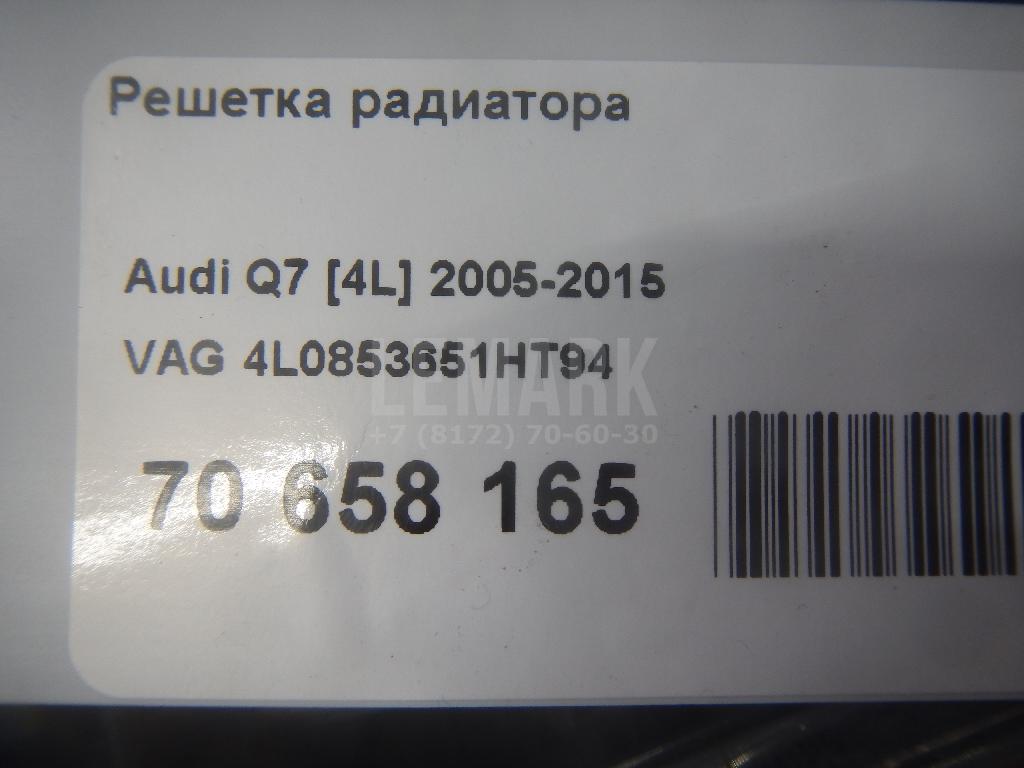 Решетка радиатора
Audi Q7 [4L] 2005-2015
VAG 4L0853651HT94
LEMARK
+7 (8172) 70-60-30
70 658 165